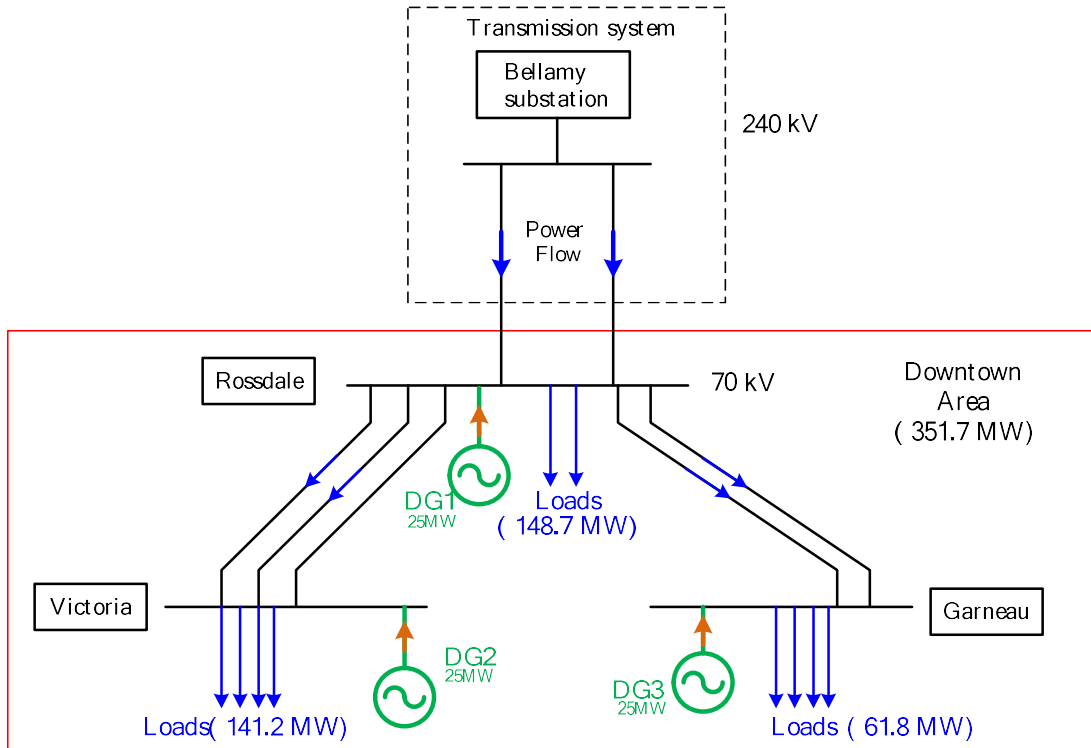 Transmission system
Bellamy
substation
240 kV
Power
Flow
Rossdale
70 kV
Downtown
Area
( 351.7 MW)
DG1
25MW
Loads
( 148.7 MW)
Victoria
Garneau
DG2
25MW
DG3
25MW
Loads( 141.2 MW)
Loads ( 61.8 MW)